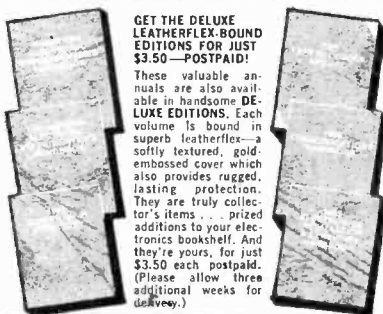 GET THE DELUXE
LEATHERFLEX-BOUND
EDITIONS FOR JUST
$3.50—POSTPAID!
These valuable an-
nuals are also avail-
able in handsome DE-
LUXE EDITIONS. Each
volume is bound in
superb leatherflex—a
softly textured, gold-
embossed cover which
also provides rugged,
lasting protection.
They are truly collec-
tor's items . . . prized
additions to your elec-
tronics bookshelf. And
they're yours, for just
$3.50 each postpaid.
(Please allow three
additional weeks for
delivery.)